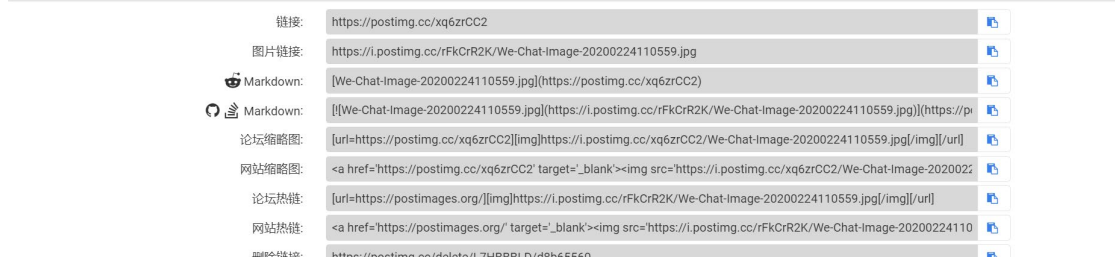 链接: https://postimg.cc/xq6zrCC2
图片链接: https://i.postimg.cc/rFkCrR2K/We-Chat-Image-20200224110559.jpg
Markdown: [We-Chat-Image-20200224110559.jpg](https://postimg.cc/xq6zrCC2)
Markdown: [![We-Chat-Image-20200224110559.jpg](https://i.postimg.cc/rFkCrR2K/We-Chat-Image-20200224110559.jpg)](https://p
论坛缩略图: [url=https://postimg.cc/xq6zrCC2][img]https://i.postimg.cc/xq6zrCC2/We-Chat-Image-20200224110559.jpg[/img][/url]
网站缩略图: <a href='https://postimg.cc/xq6zrCC2' target='_blank'><img src='https://i.postimg.cc/xq6zrCC2/We-Chat-Image-202002
论坛热链: [url=https://postimages.org/][img]https://i.postimg.cc/rFkCrR2K/We-Chat-Image-20200224110559.jpg[/img][/url]
网站热链: <a href='https://postimages.org/' target='_blank'><img src='https://i.postimg.cc/rFkCrR2K/We-Chat-Image-20200224110
删除链接: